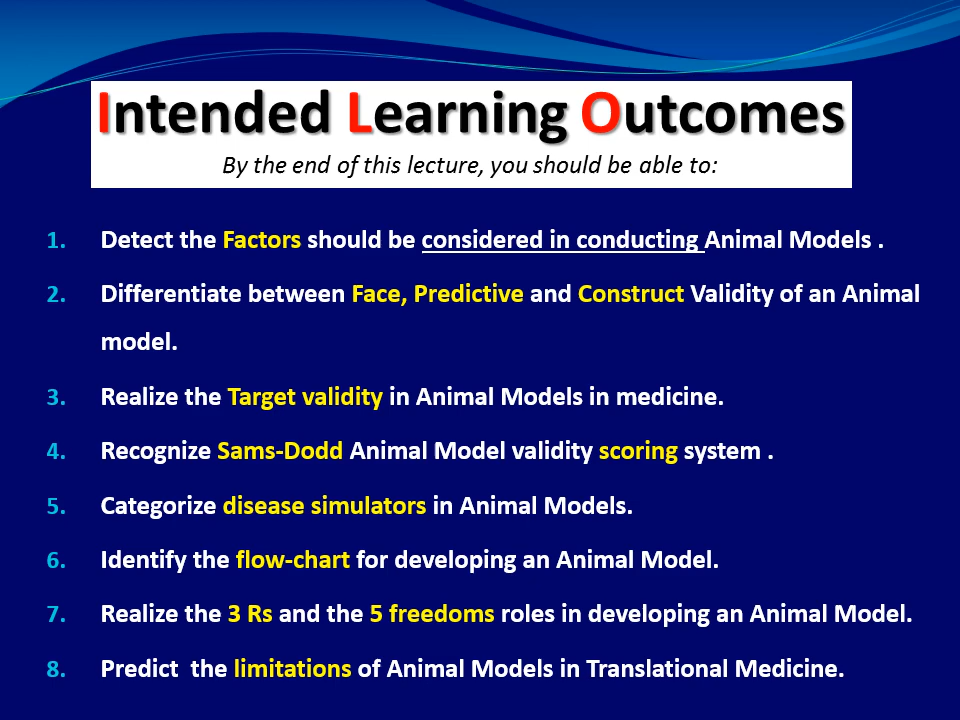 Intended Learning Outcomes
By the end of this lecture, you should be able to:
1. Detect the Factors should be considered in conducting Animal Models .
2. Differentiate between Face, Predictive and Construct Validity of an Animal
model.
3. Realize the Target validity in Animal Models in medicine.
4. Recognize Sams-Dodd Animal Model validity scoring system .
5. Categorize disease simulators in Animal Models.
6. Identify the flow-chart for developing an Animal Model.
7. Realize the 3 Rs and the 5 freedoms roles in developing an Animal Model.
8. Predict the limitations of Animal Models in Translational Medicine.